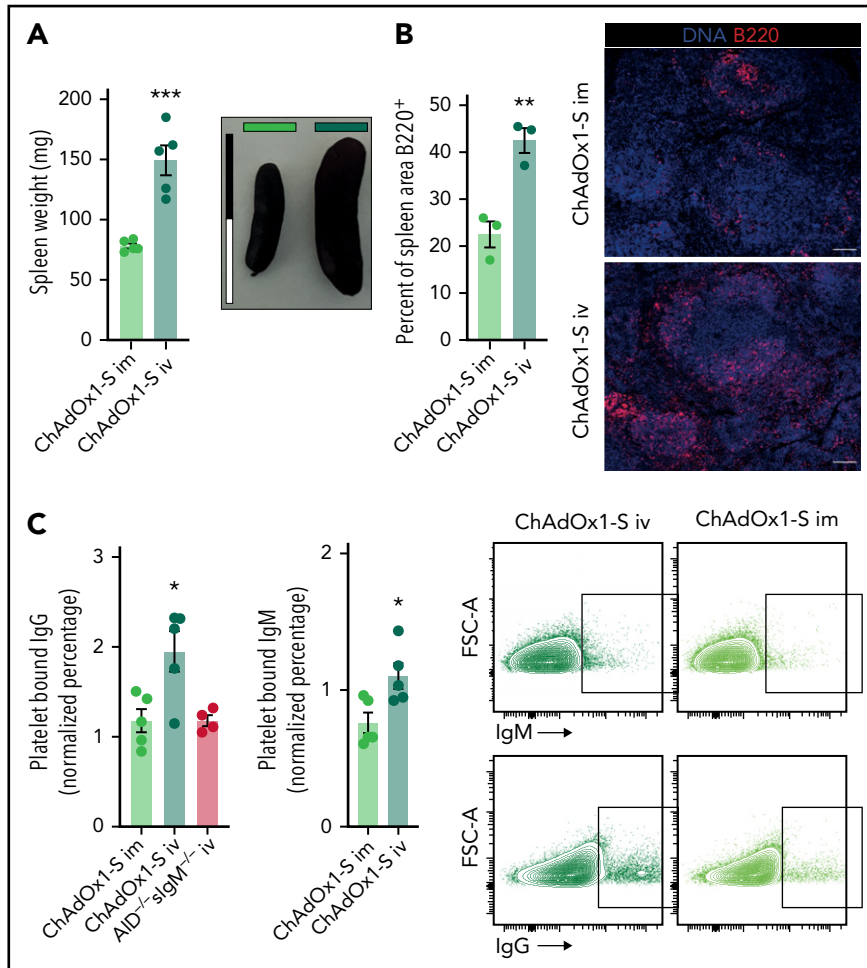 A
Spleen weight (mg)
200
150
100
50
0
***
ChAdOx1-S im
ChAdOx1-S iv
B
Percent of spleen area B220+
50
40
30
20
10
0
**
ChAdOx1-S im
ChAdOx1-S iv
DNA B220
ChAdOx1-S im
ChAdOx1-S iv
C
Platelet bound IgG
(normalized percentage)
3
2
1
0
*
ChAdOx1-S im
ChAdOx1-S iv
AID-/-sIgM-/- iv
Platelet bound IgM
(normalized percentage)
2
1
0
*
ChAdOx1-S im
ChAdOx1-S iv
ChAdOx1-S iv
ChAdOx1-S im
FSC-A
IgM
FSC-A
IgG